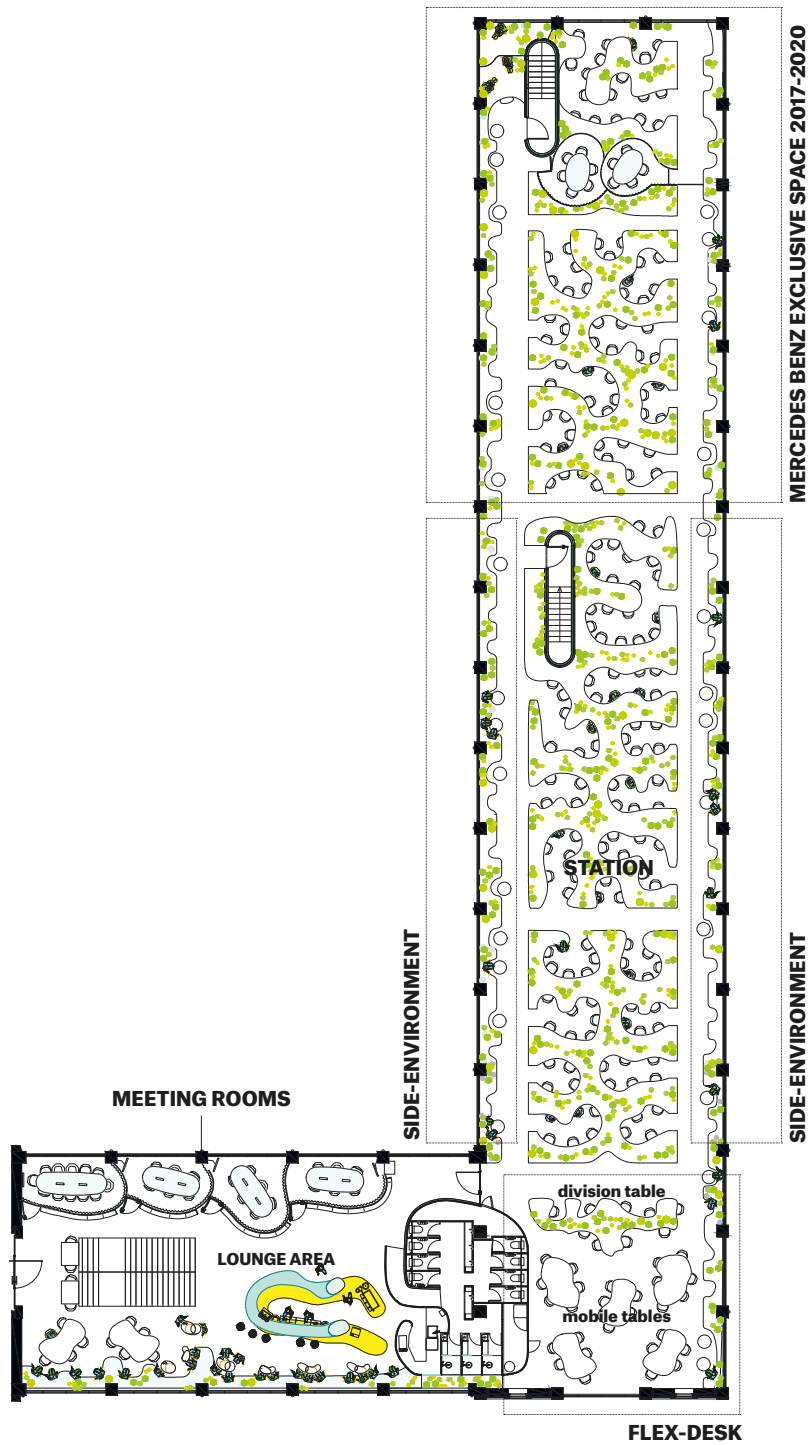 MERCEDES BENZ EXCLUSIVE SPACE 2017-2020
STATION
SIDE-ENVIRONMENT
SIDE-ENVIRONMENT
MEETING ROOMS
division table
LOUNGE AREA
mobile tables
FLEX-DESK